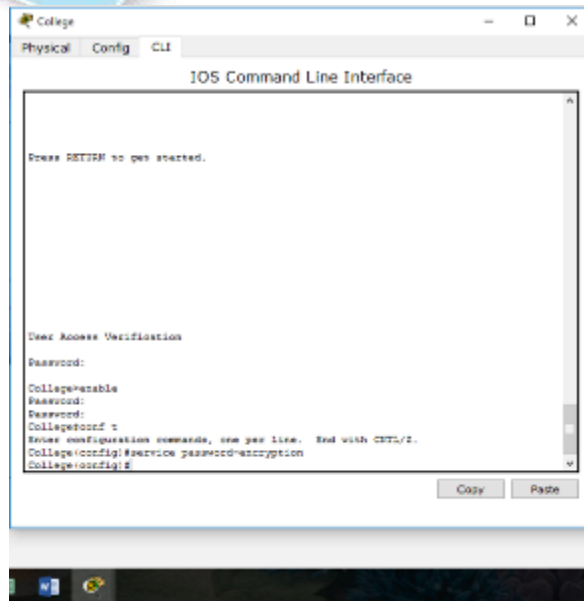 College
Physical Config CLI
IOS Command Line Interface
Press RETURN to get started.
User Access Verification
Password:
College>enable
Password:
Password:
College#conf t
Enter configuration commands, one per line. End with CNTL/Z.
College(config)#service password-encryption
College(config)#
Copy Paste